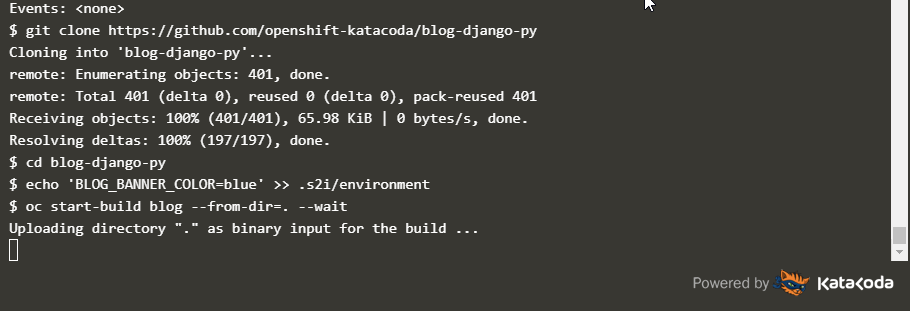 Events: <none>
$ git clone https://github.com/openshift-katacoda/blog-django-py
Cloning into 'blog-django-py'...
remote: Enumerating objects: 401, done.
remote: Total 401 (delta 0), reused 0 (delta 0), pack-reused 401
Receiving objects: 100% (401/401), 65.98 KiB | 0 bytes/s, done.
Resolving deltas: 100% (197/197), done.
$ cd blog-django-py
$ echo 'BLOG_BANNER_COLOR=blue' >> .s2i/environment
$ oc start-build blog --from-dir=. --wait
Uploading directory "." as binary input for the build ...
Powered by Katacoda